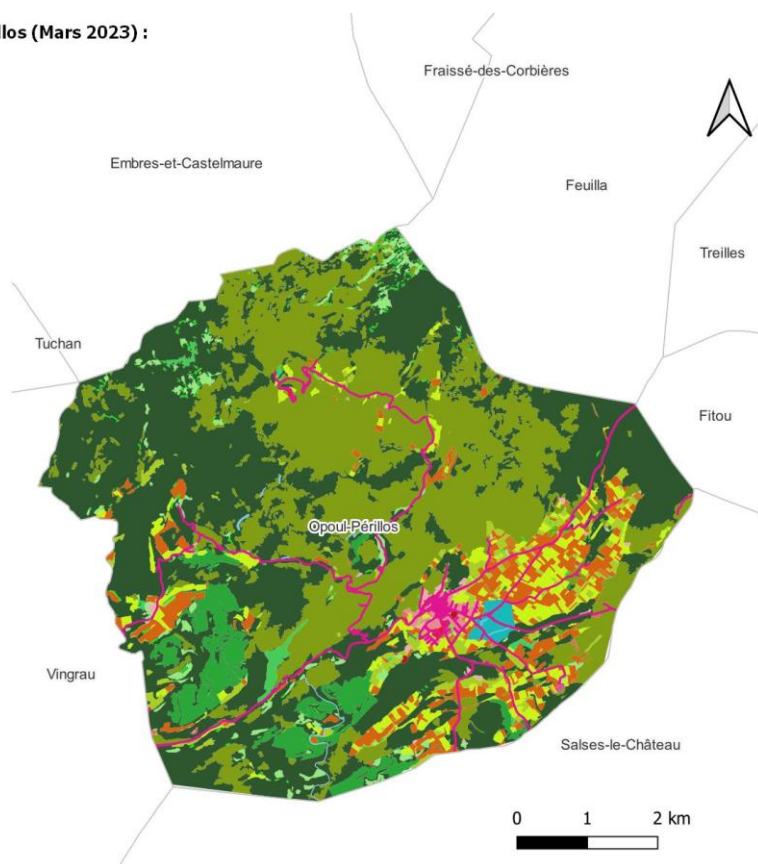 llos (Mars 2023) :
Fraissé-des-Corbières
Embres-et-Castelmaure
Feuilla
Treilles
Tuchan
Fitou
Opoul-Périllos
Vingrau
Salses-le-Château
0 1 2 km